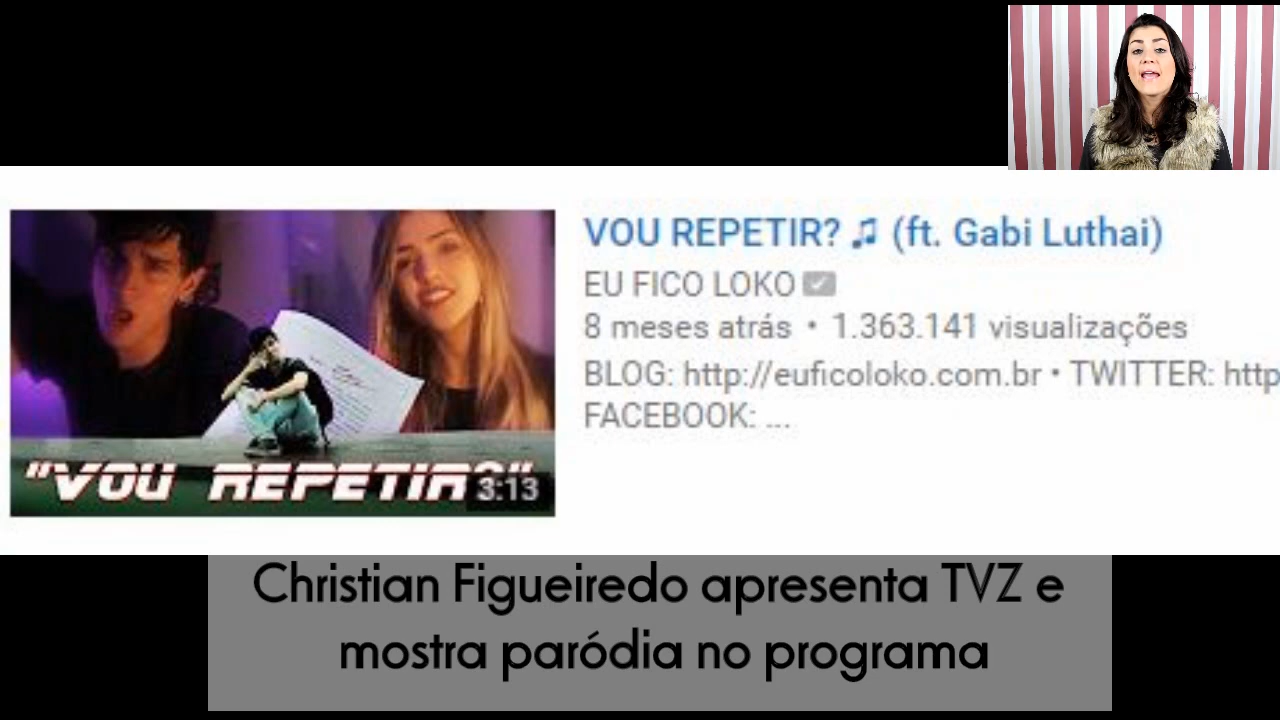 VOU REPETIR? ♫ (ft. Gabi Luthai)
EU FICO LOKO
8 meses atrás • 1.363.141 visualizações
BLOG: http://euficoloko.com.br • TWITTER: http
FACEBOOK: ...
"VOU REPETIR?"
3:13
Christian Figueiredo apresenta TVZ e
mostra paródia no programa